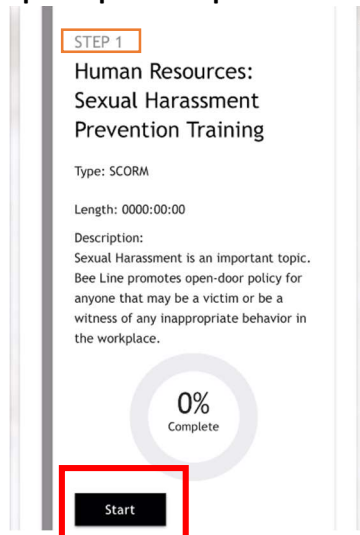 STEP 1
Human Resources:
Sexual Harassment
Prevention Training
Type: SCORM
Length: 0000:00:00
Description:
Sexual Harassment is an important topic.
Bee Line promotes open-door policy for
anyone that may be a victim or be a
witness of any inappropriate behavior in
the workplace.
0%
Complete
Start